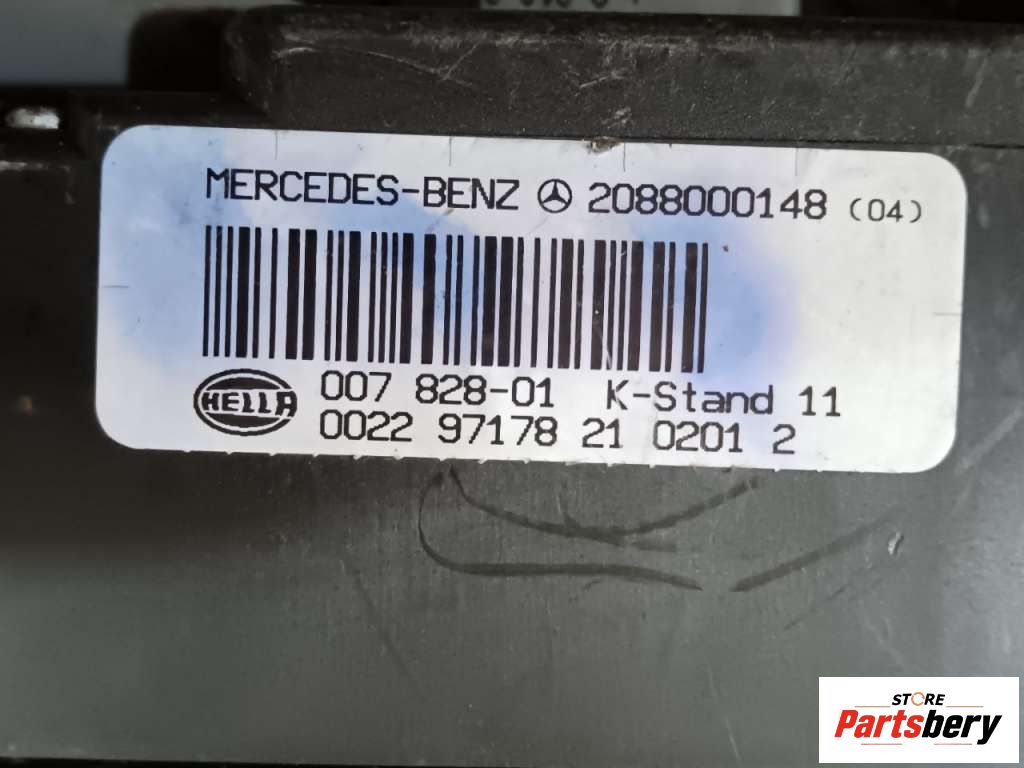 MERCEDES-BENZ 2088000148 (04)
HELLA
007 828-01 K-Stand 11
0022 97178 21 0201 2
STORE
Partsbery